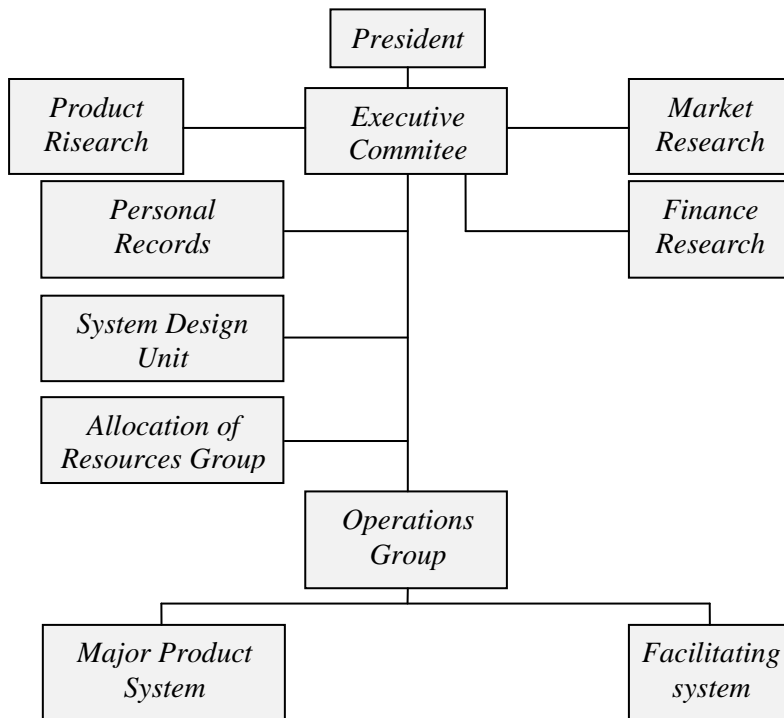 President
Product
Risearch
Executive
Commitee
Market
Research
Personal
Records
Finance
Research
System Design
Unit
Allocation of
Resources Group
Operations
Group
Major Product
System
Facilitating
system